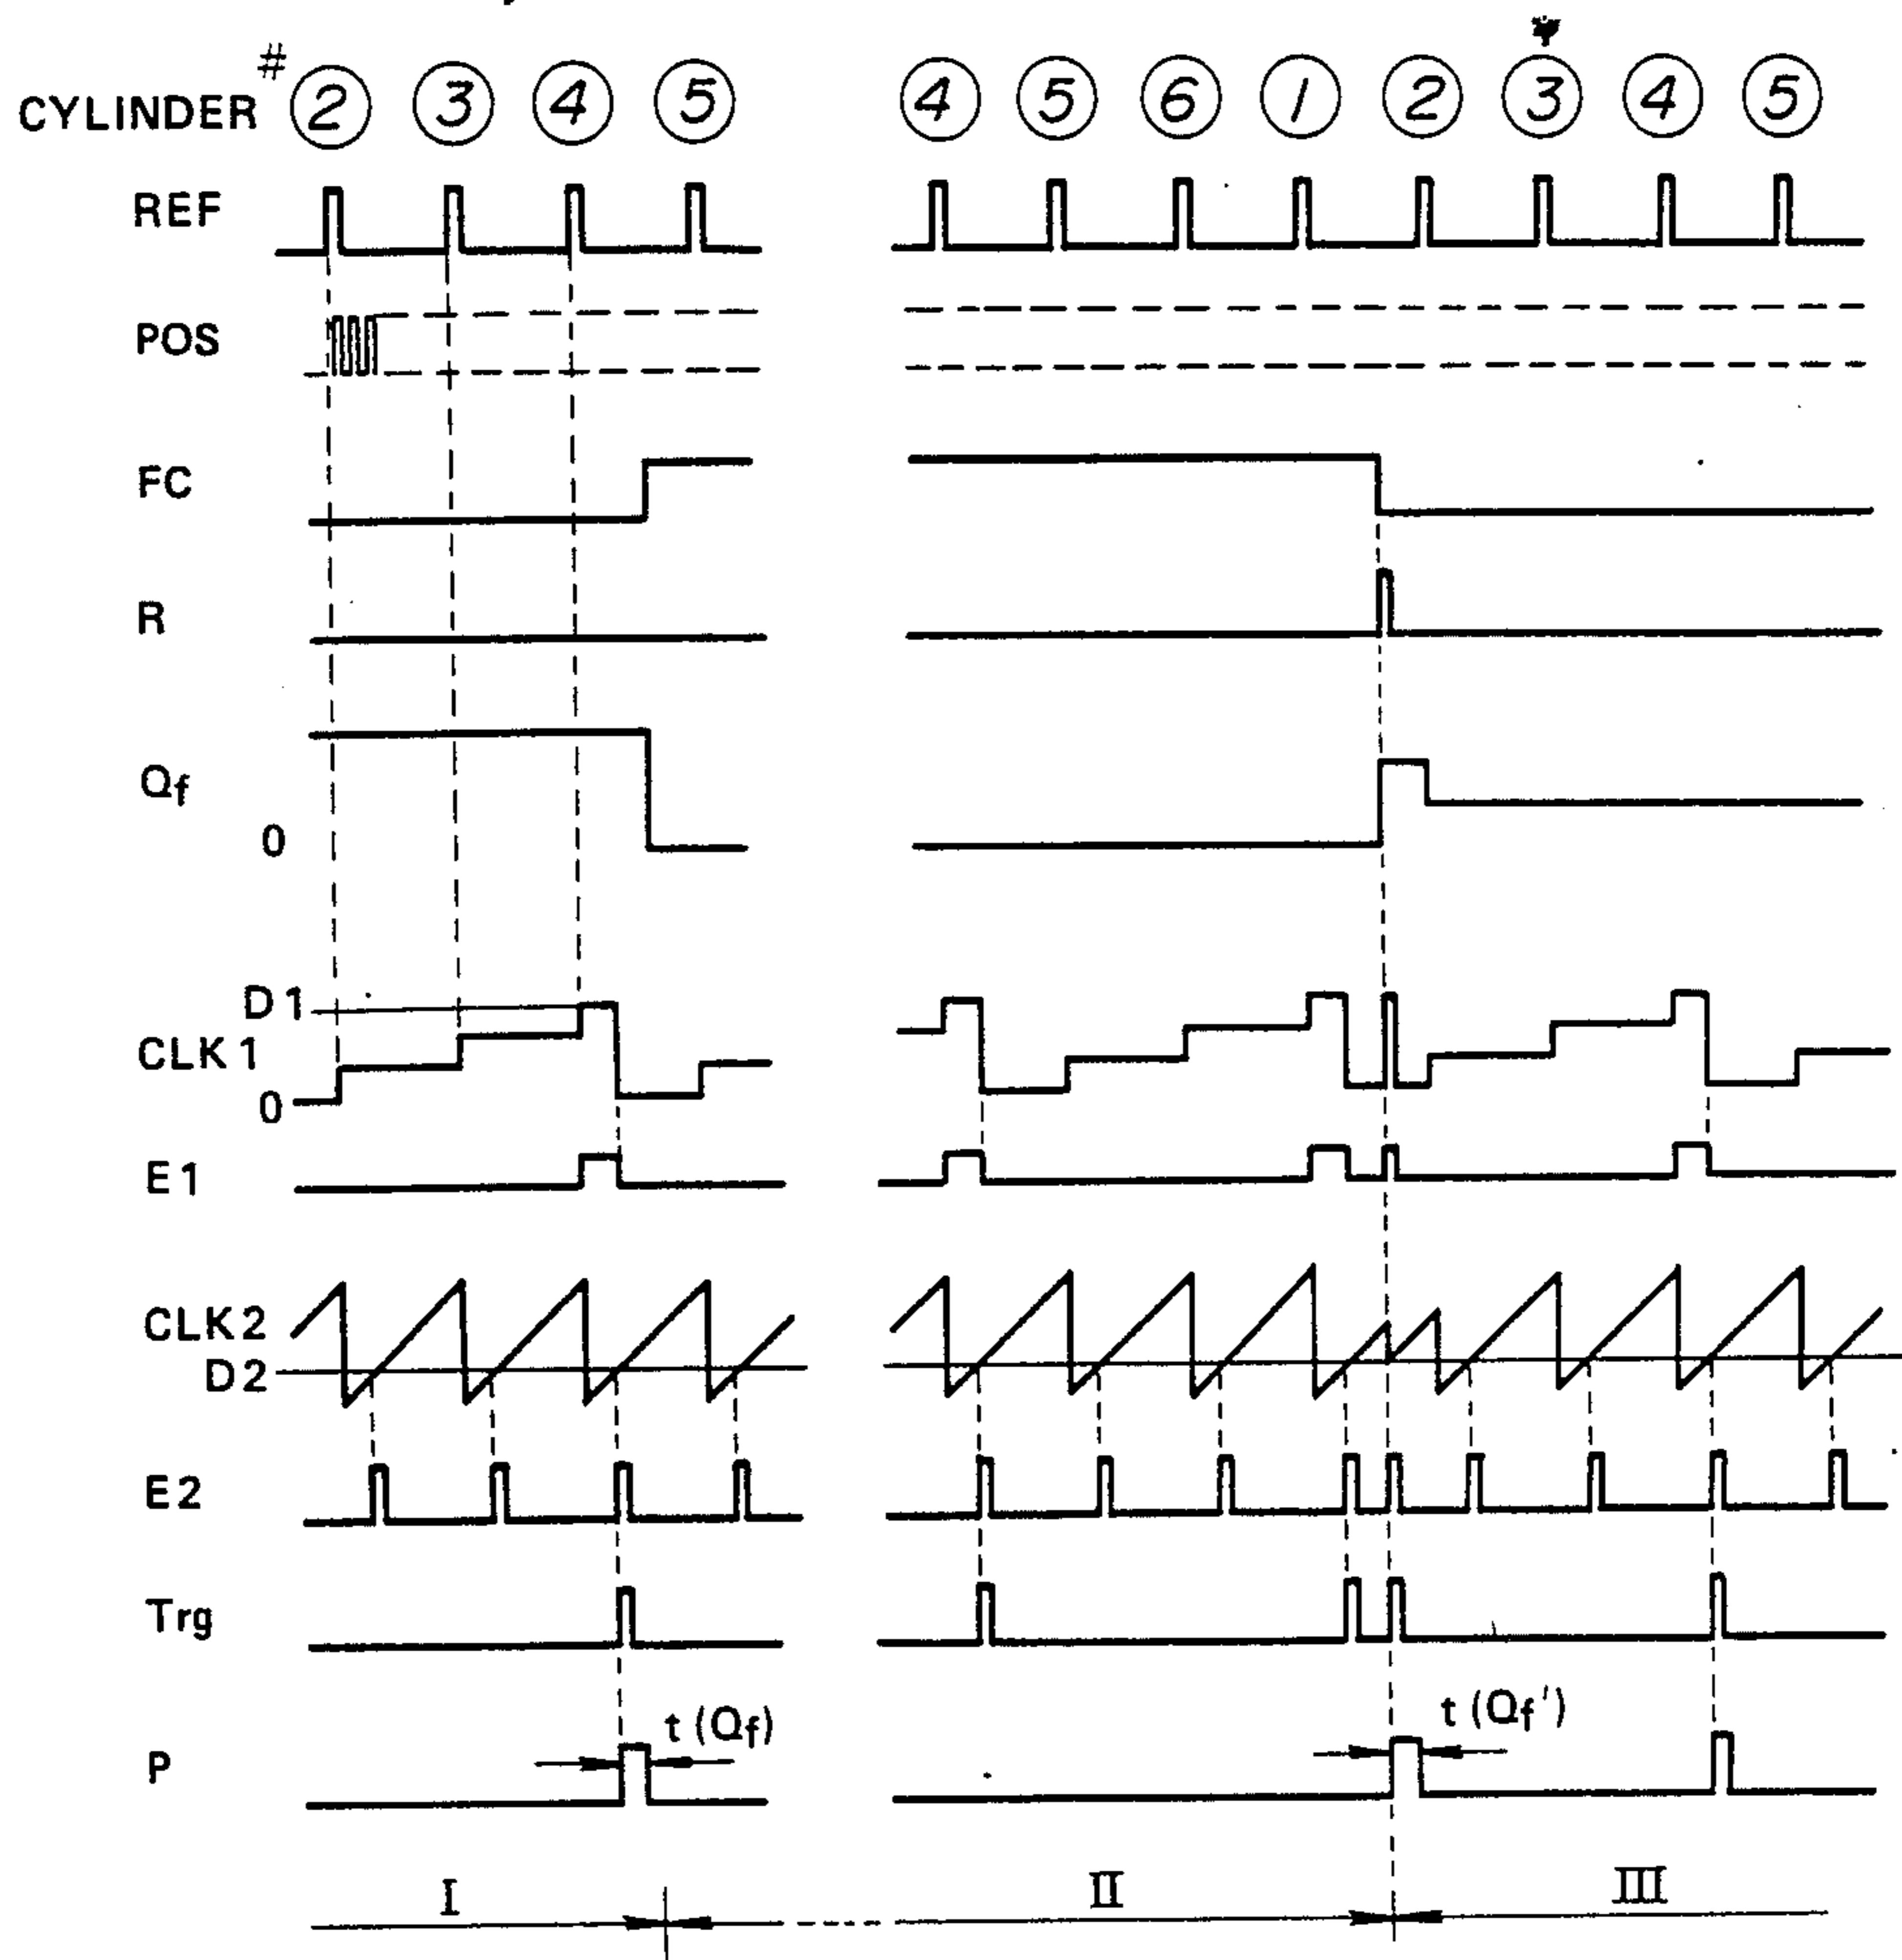 CYLINDER # 2 3 4 5 4 5 6 1 2 3 4 5
REF
POS
FC
R
Qf
0
D1
CLK1
0
E1
CLK2
D2
E2
Trg
t (Qf) t (Qf')
P
I II III